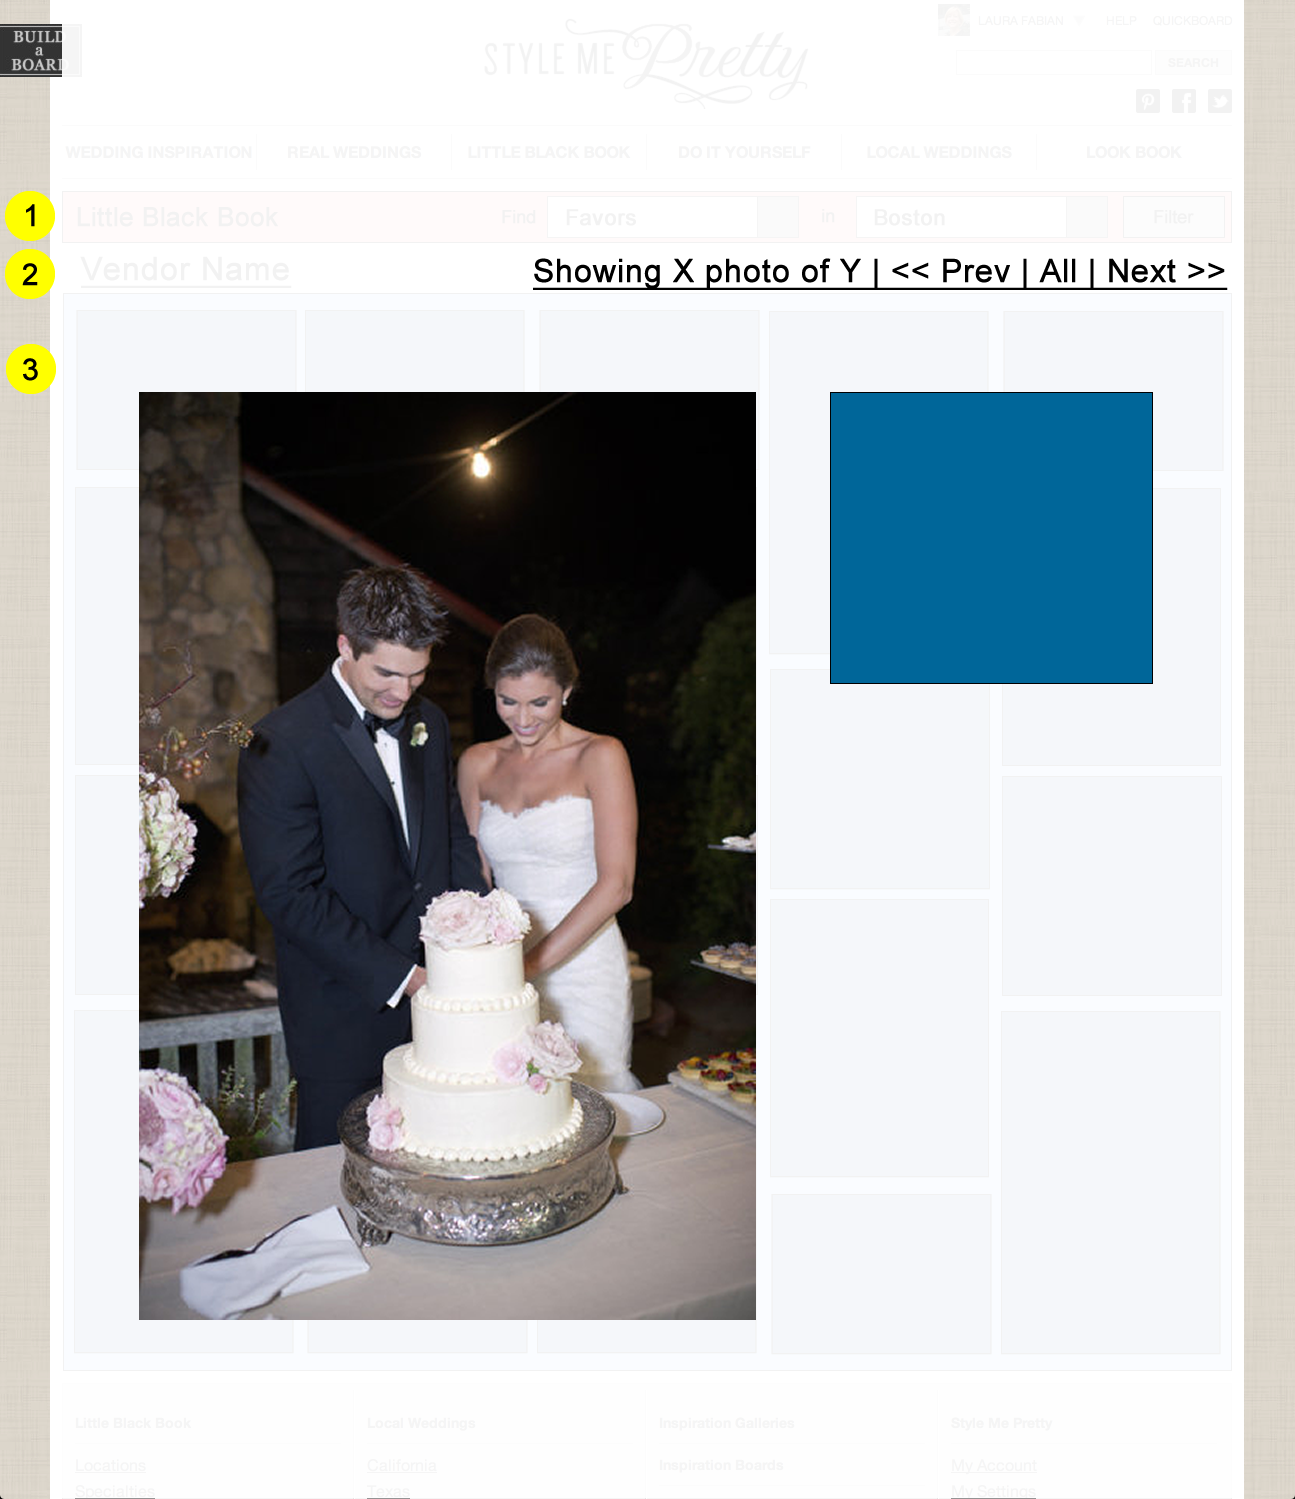 BUILD
a
BOARD
STYLE ME Pretty
LAURA FABIAN HELP QUICKBOARD
SEARCH
WEDDING INSPIRATION REAL WEDDINGS LITTLE BLACK BOOK DO IT YOURSELF LOCAL WEDDINGS LOOK BOOK
1 Little Black Book Find Favors in Boston Filter
2 Vendor Name Showing X photo of Y | << Prev | All | Next >>
3
Little Black Book Local Weddings Inspiration Galleries Style Me Pretty
Locations California Inspiration Boards My Account
Specialties Texas My Settings